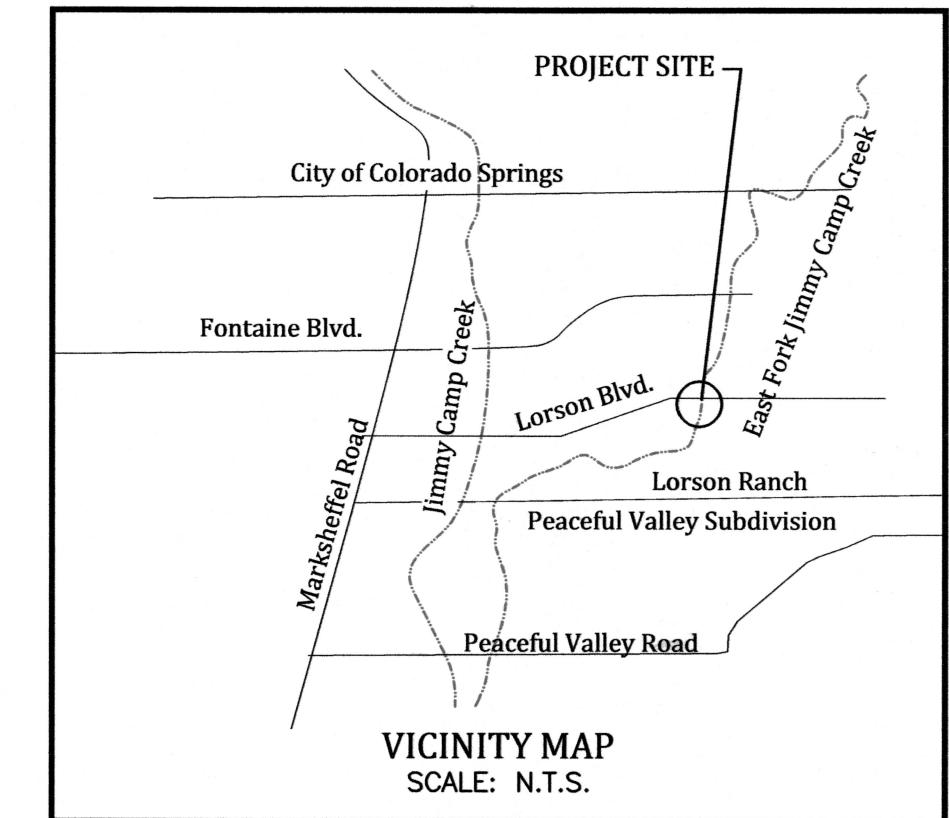 PROJECT SITE
City of Colorado Springs
East Fork Jimmy Camp Creek
Fontaine Blvd.
Jimmy Camp Creek
Lorson Blvd.
Marksheffel Road
Lorson Ranch
Peaceful Valley Subdivision
Peaceful Valley Road
VICINITY MAP
SCALE: N.T.S.